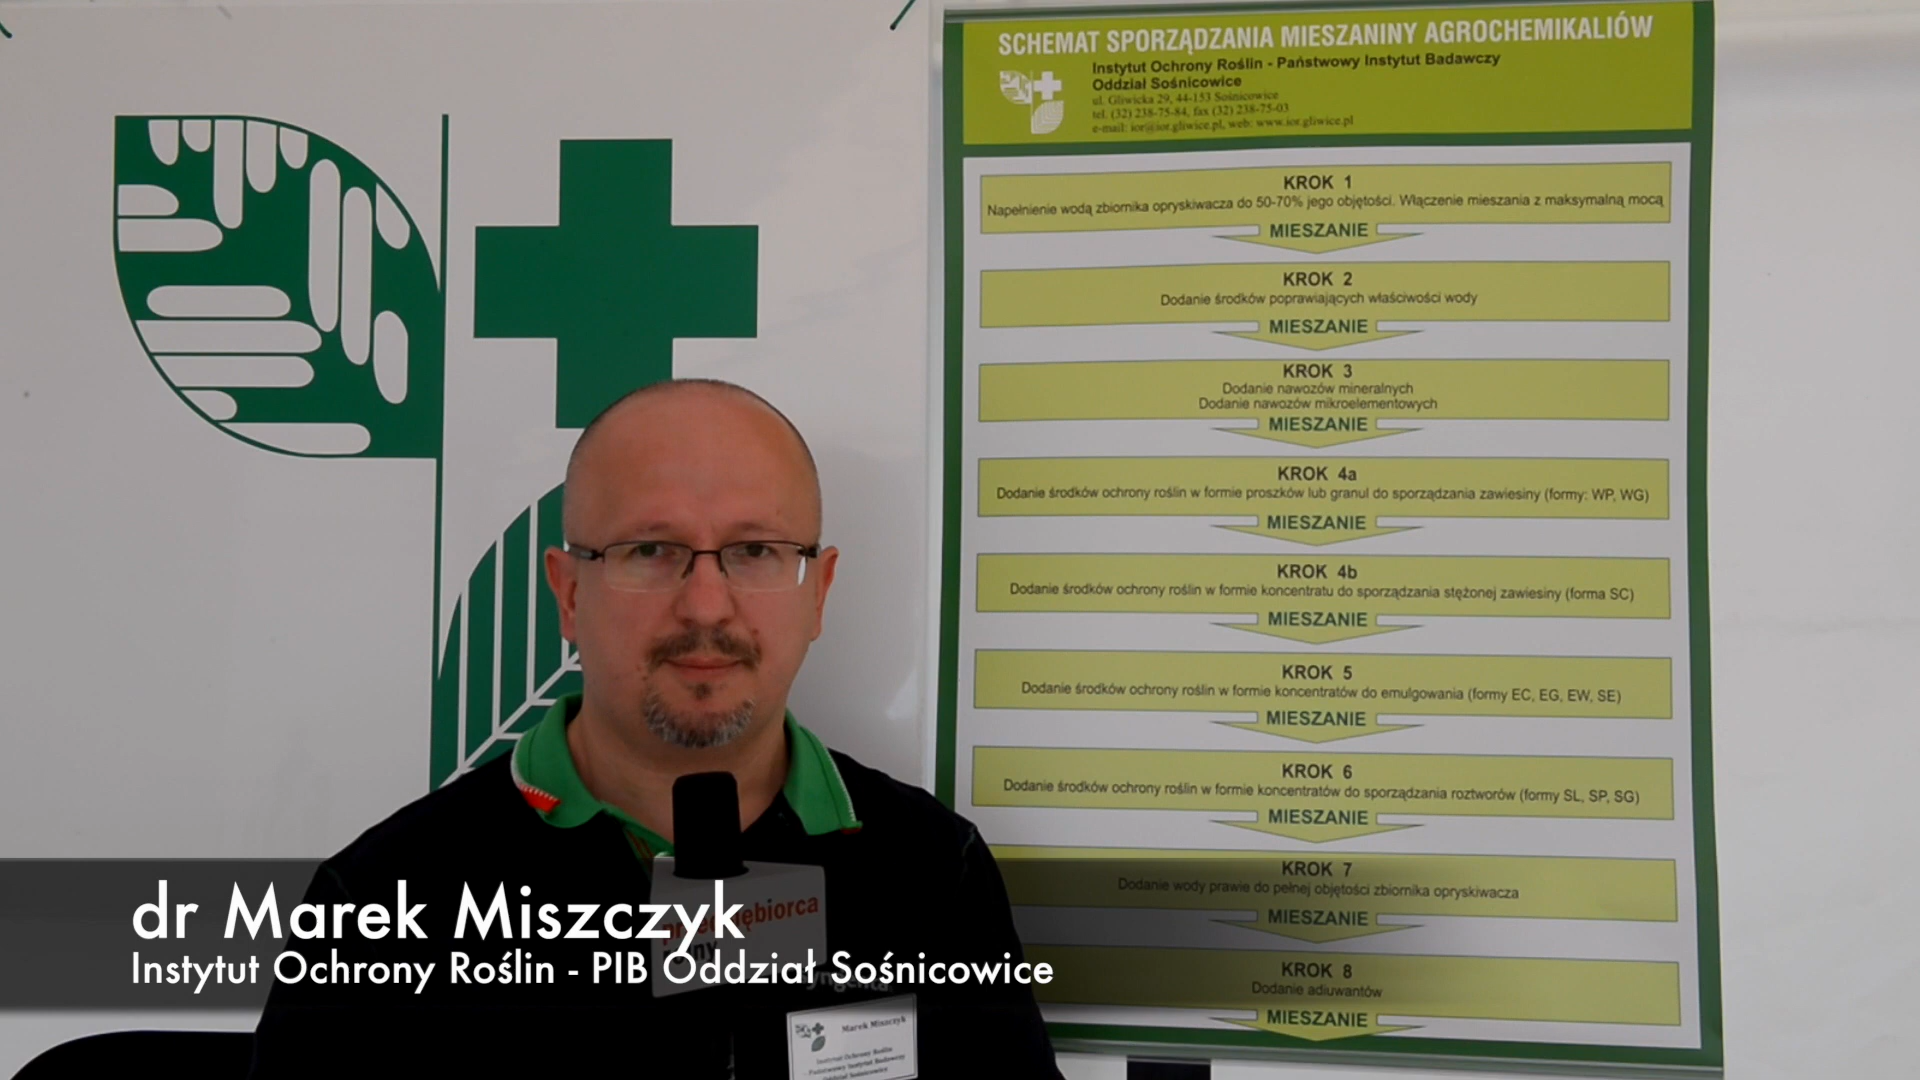 SCHEMAT SPORZĄDZANIA MIESZANINY AGROCHEMIKALIÓW
Instytut Ochrony Roślin - Państwowy Instytut Badawczy
Oddział Sośnicowice
ul. Gliwicka 29, 44-153 Sośnicowice
tel. (32) 238-75-84, fax (32) 238-75-03
e-mail: ior@ior.gliwice.pl, web: www.ior.gliwice.pl
KROK 1
Napełnienie wodą zbiornika opryskiwacza do 50-70% jego objętości. Włączenie mieszania z maksymalną mocą
MIESZANIE
KROK 2
Dodanie środków poprawiających właściwości wody
MIESZANIE
KROK 3
Dodanie nawozów mineralnych
Dodanie nawozów mikroelementowych
MIESZANIE
KROK 4a
Dodanie środków ochrony roślin w formie proszków lub granul do sporządzania zawiesiny (formy: WP, WG)
MIESZANIE
KROK 4b
Dodanie środków ochrony roślin w formie koncentratu do sporządzania stężonej zawiesiny (forma SC)
MIESZANIE
KROK 5
Dodanie środków ochrony roślin w formie koncentratów do emulgowania (formy EC, EG, EW, SE)
MIESZANIE
KROK 6
Dodanie środków ochrony roślin w formie koncentratów do sporządzania roztworów (formy SL, SP, SG)
MIESZANIE
KROK 7
Dodanie wody prawie do pełnej objętości zbiornika opryskiwacza
MIESZANIE
KROK 8
Dodanie adiuwantów
MIESZANIE
dr Marek Miszczyk
Instytut Ochrony Roślin - PIB Oddział Sośnicowice
Marek Miszczyk
Instytut Ochrony Roślin
Państwowy Instytut Badawczy
Oddział Sośnicowice